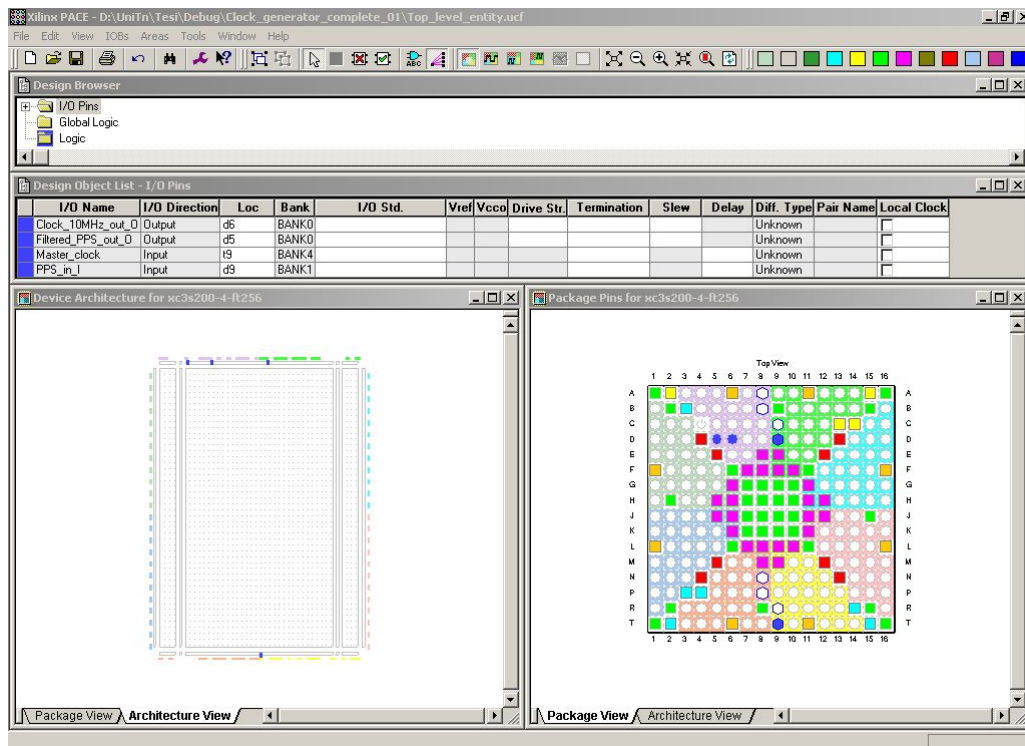 Xilinx PACE - D:\UniTn\Tesi\Debug\Clock_generator_complete_01\Top_level_entity.ucf
File Edit View IOBs Areas Tools Window Help
ABC
Design Browser
I/O Pins
Global Logic
Logic
Design Object List - I/O Pins
I/O Name I/O Direction Loc Bank I/O Std. Vref Vcco Drive Str. Termination Slew Delay Diff. Type Pair Name Local Clock
Clock_10MHz_out_O Output d6 BANK0 Unknown
Filtered_PPS_out_O Output d5 BANK0 Unknown
Master_clock Input t9 BANK4 Unknown
PPS_in_I Input d9 BANK1 Unknown
Device Architecture for xc3s200-4-ft256
Package Pins for xc3s200-4-ft256
Top View
1 2 3 4 5 6 7 8 9 10 11 12 13 14 15 16
A A
B B
C C
D D
E E
F F
G G
H H
J J
K K
L L
M M
N N
P P
R R
T T
1 2 3 4 5 6 7 8 9 10 11 12 13 14 15 16
Package View Architecture View
Package View Architecture View